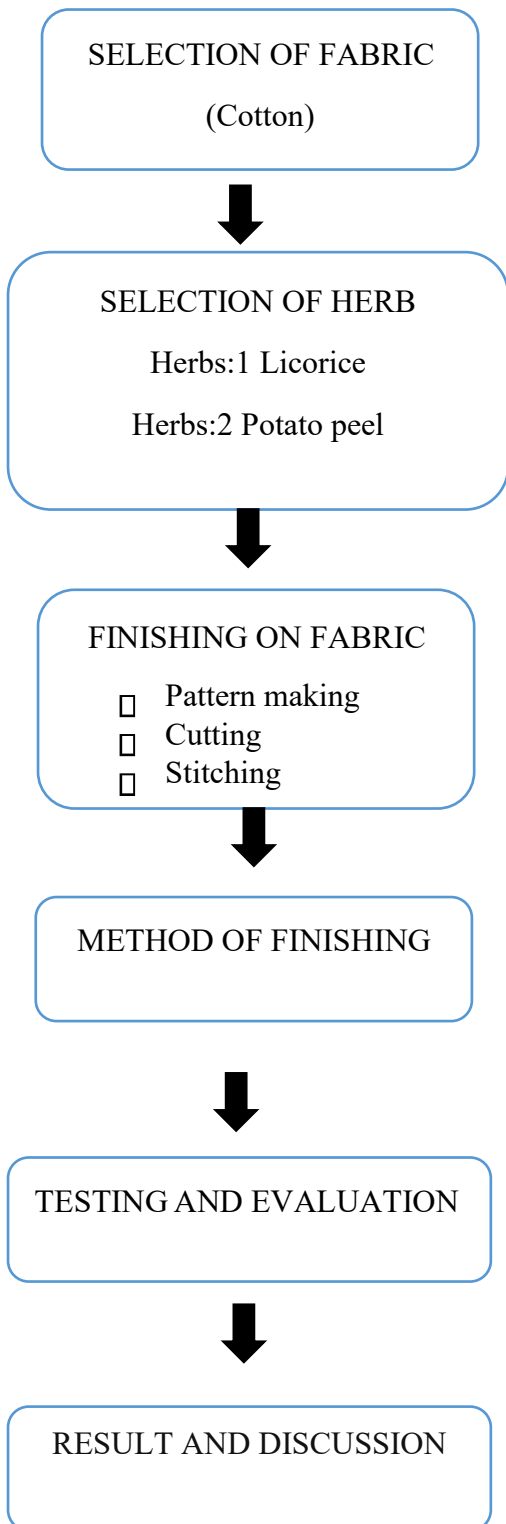 SELECTION OF FABRIC
(Cotton)
SELECTION OF HERB
Herbs:1 Licorice
Herbs:2 Potato peel
FINISHING ON FABRIC
Pattern making
Cutting
Stitching
METHOD OF FINISHING
TESTING AND EVALUATION
RESULT AND DISCUSSION